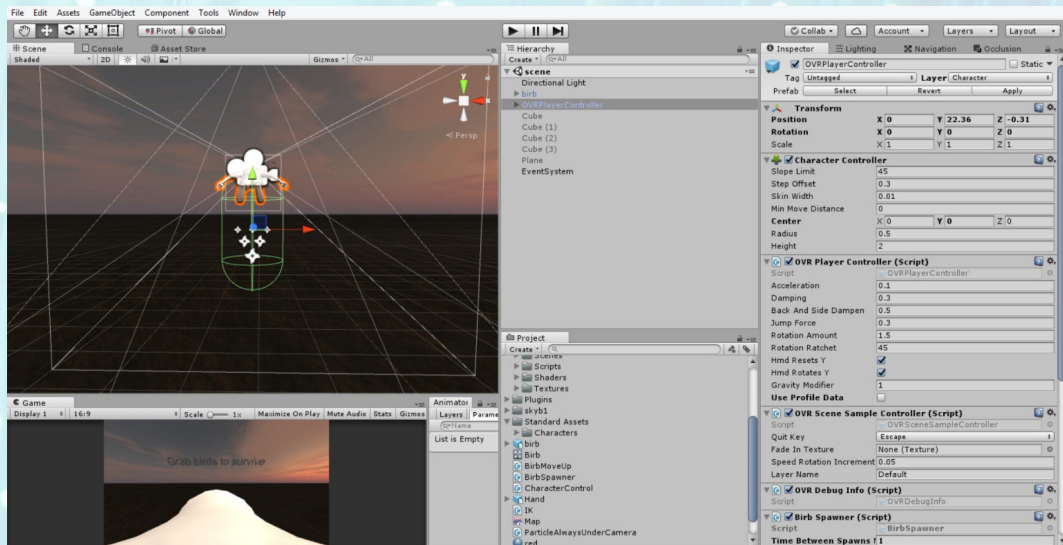 File Edit Assets GameObject Component Tools Window Help
Pivot Global
Collab Account Layers Layout
Scene Console Asset Store
Shaded 2D Gizmos All
y
x
Persp
Hierarchy
Create All
scene
Directional Light
birb
OVRPlayerController
Cube
Cube (1)
Cube (2)
Cube (3)
Plane
EventSystem
Game
Display 1 16:9 Scale 1x Maximize On Play Mute Audio Stats Gizmos
Grab birds to survive
Animator
Layers Parame
Name
List is Empty
Project
Create
Scenes
Scripts
Shaders
Textures
Plugins
skyb1
Standard Assets
Characters
birb
Birb
BirbMoveUp
BirbSpawner
CharacterControl
Hand
IK
Map
ParticleAlwaysUnderCamera
red
Inspector Lighting Navigation Occlusion
OVRPlayerController Static
Tag Untagged Layer Character
Prefab Select Revert Apply
Transform
Position X 0 Y 22.36 Z -0.31
Rotation X 0 Y 0 Z 0
Scale X 1 Y 1 Z 1
Character Controller
Slope Limit 45
Step Offset 0.3
Skin Width 0.01
Min Move Distance 0
Center X 0 Y 0 Z 0
Radius 0.5
Height 2
OVR Player Controller (Script)
Script OVRPlayerController
Acceleration 0.1
Damping 0.3
Back And Side Dampen 0.5
Jump Force 0.3
Rotation Amount 1.5
Rotation Ratchet 45
Hmd Resets Y
Hmd Rotates Y
Gravity Modifier 1
Use Profile Data
OVR Scene Sample Controller (Script)
Script OVRSceneSampleController
Quit Key Escape
Fade In Texture None (Texture)
Speed Rotation Increment 0.05
Layer Name Default
OVR Debug Info (Script)
Script OVRDebugInfo
Birb Spawner (Script)
Script BirbSpawner
Time Between Spawns 1